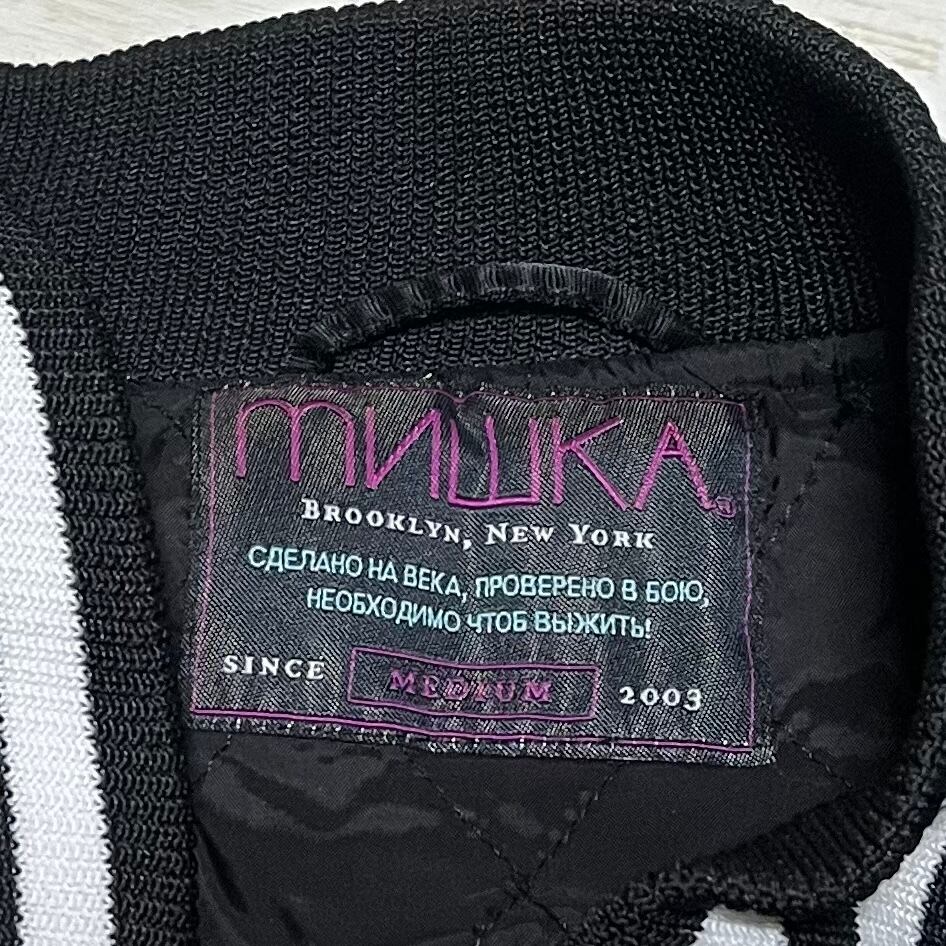 МИШКА
BROOKLYN, NEW YORK
СДЕЛАНО НА ВЕКА, ПРОВЕРЕНО В БОЮ,
НЕОБХОДИМО ЧТОБ ВЫЖИТЬ!
SINCE MEDIUM 2003